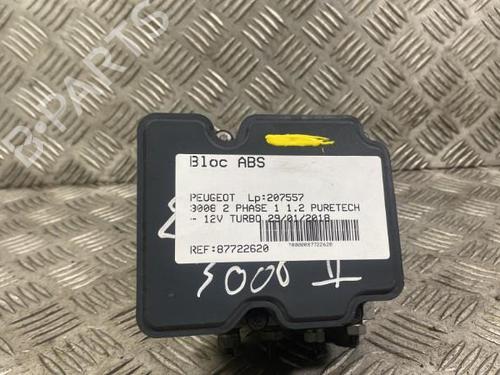 B-PARTS
Bloc ABS
PEUGEOT Lp:207557
3008 2 PHASE 1 1.2 PURETECH
- 12V TURBO 29/01/2018
REF:87722620
*0000087722620
3008 II